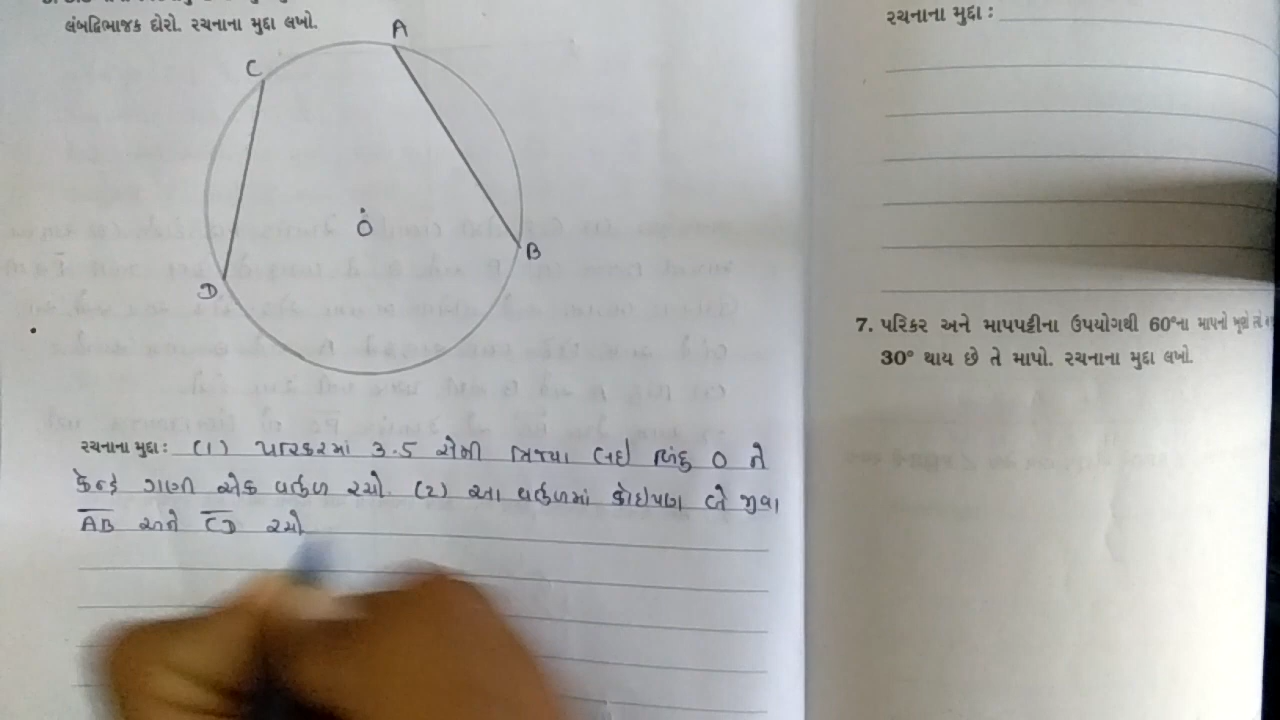 લંબદ્વિભાજક દોરો. રચનાના મુદ્દા લખો.
A
C
O
B
D
રચનાના મુદ્દા: (1) પરિકરમાં 3.5 સેમી ત્રિજ્યા લઈ બિંદુ O ને
કેન્દ્ર ગણી એક વર્તુળ રચો. (2) આ વર્તુળમાં કોઈપણ બે જીવા
AB અને CD રચો
રચનાના મુદ્દા :
7. પરિકર અને માપપટ્ટીના ઉપયોગથી 60°ના માપનો ખૂણો
30° થાય છે તે માપો. રચનાના મુદ્દા લખો.